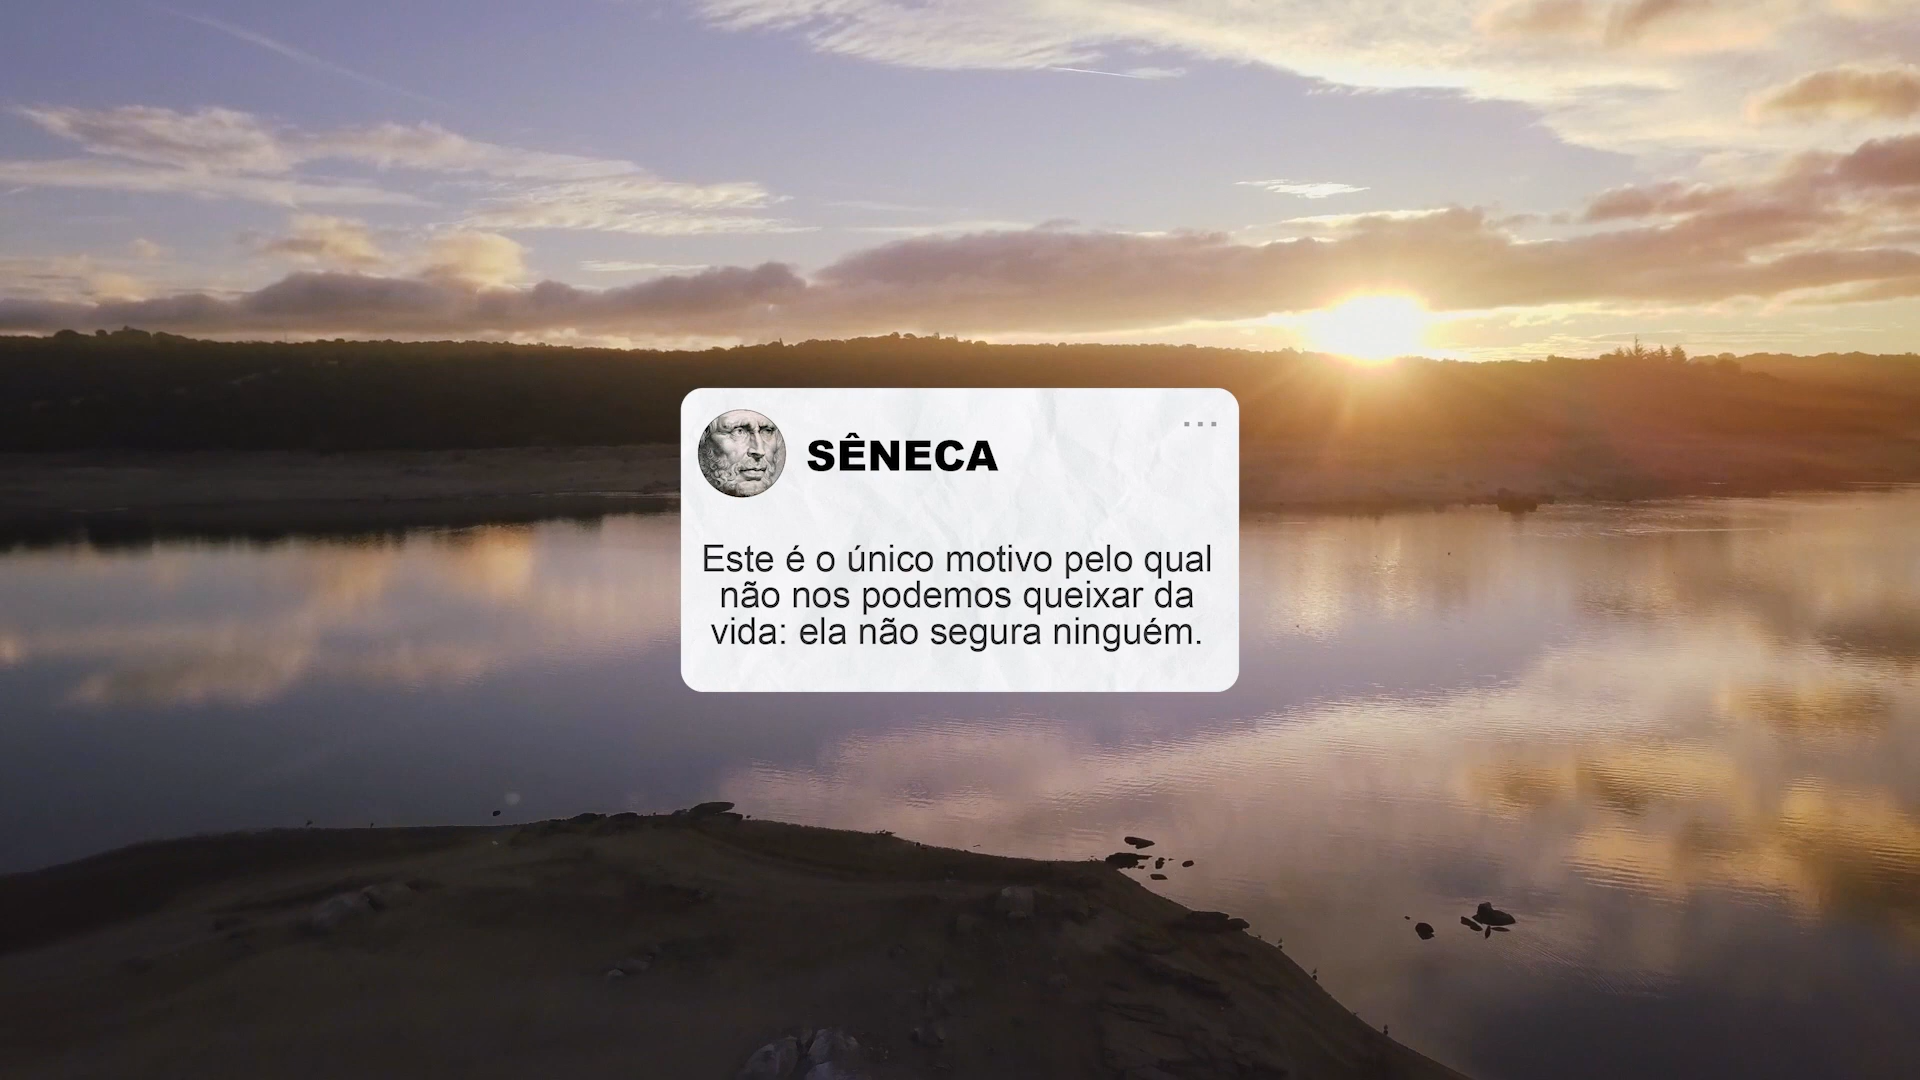 SÊNECA
Este é o único motivo pelo qual
não nos podemos queixar da
vida: ela não segura ninguém.